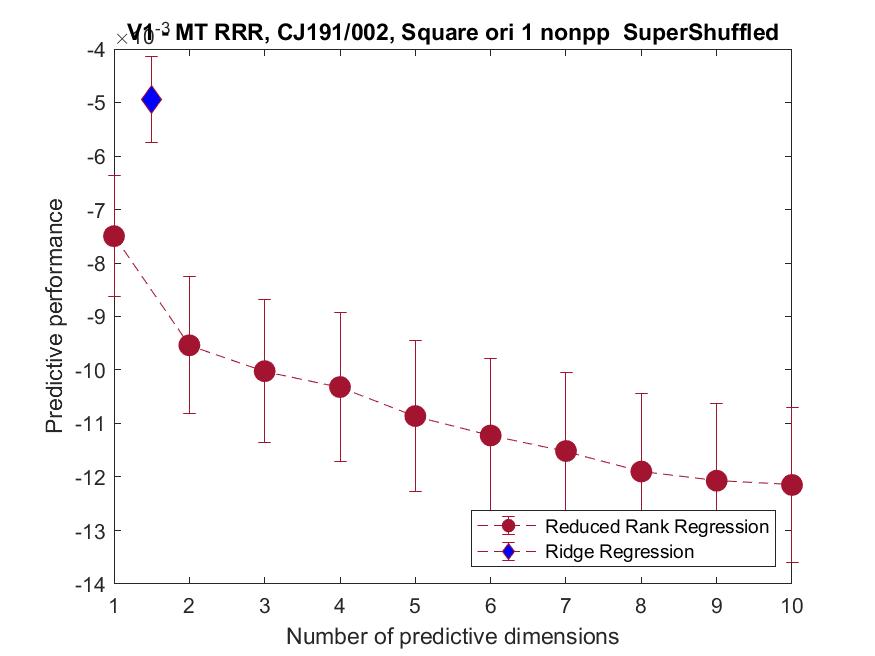 ×10-3
V1 - MT RRR, CJ191/002, Square ori 1 nonpp SuperShuffled
-4
-5
-6
-7
-8
-9
-10
-11
-12
-13
-14
Predictive performance
Reduced Rank Regression
Ridge Regression
1 2 3 4 5 6 7 8 9 10
Number of predictive dimensions